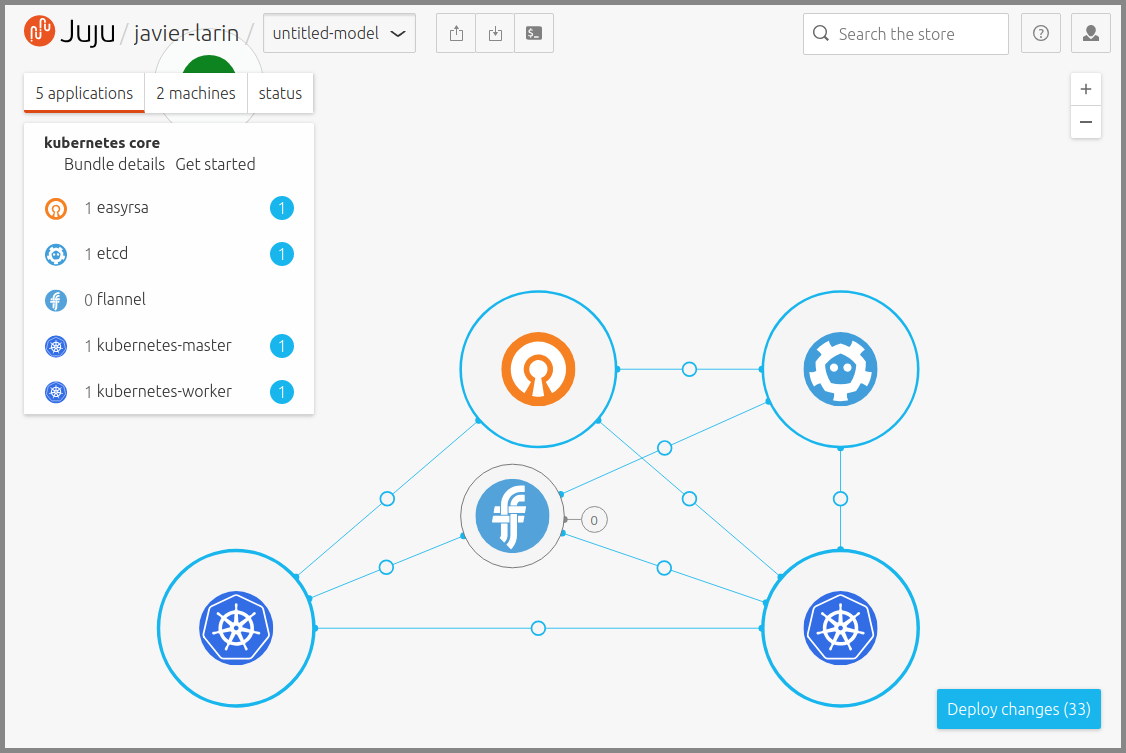 Juju / javier-larin / untitled-model
Search the store
5 applications 2 machines status
kubernetes core
Bundle details Get started
1 easyrsa 1
1 etcd 1
0 flannel
1 kubernetes-master 1
1 kubernetes-worker 1
0
Deploy changes (33)